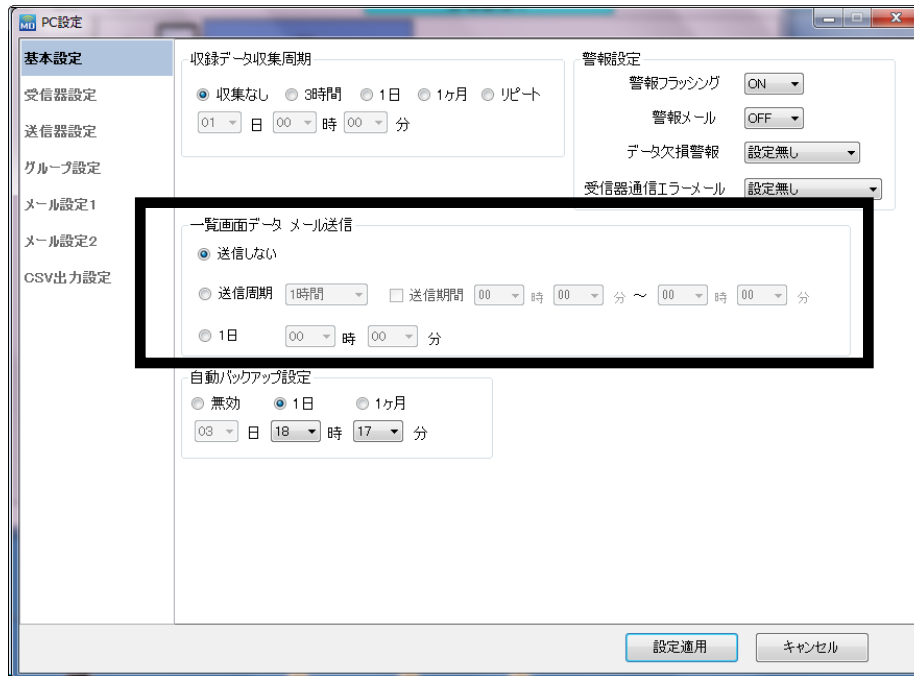 MD PC設定
基本設定
受信器設定
送信器設定
グループ設定
メール設定1
メール設定2
CSV出力設定
収録データ収集周期
収集なし 3時間 1日 1ヶ月 リピート
01 日 00 時 00 分
警報設定
警報フラッシング ON
警報メール OFF
データ欠損警報 設定無し
受信器通信エラーメール 設定無し
一覧画面データ メール送信
送信しない
送信周期 1時間 送信期間 00 時 00 分 ～ 00 時 00 分
1日 00 時 00 分
自動バックアップ設定
無効 1日 1ヶ月
03 日 18 時 17 分
設定適用 キャンセル